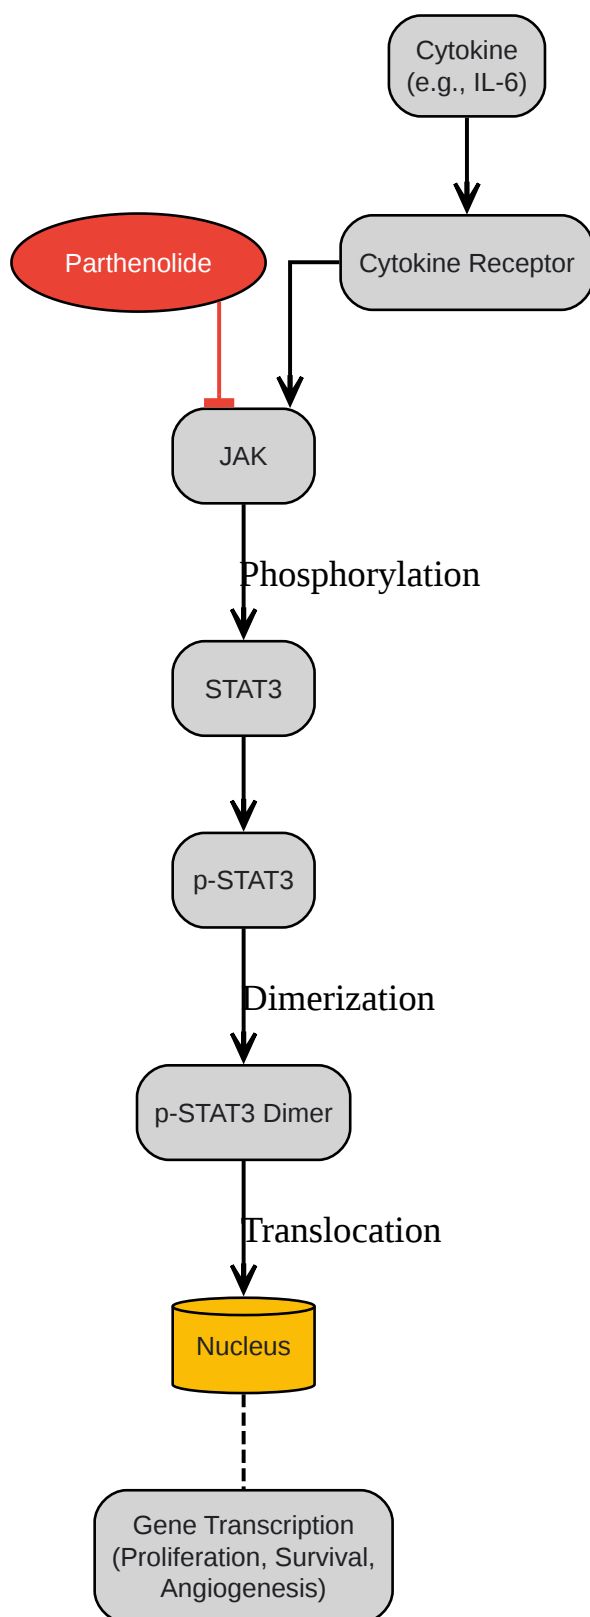 Cytokine
(e.g., IL-6)
Parthenolide
Cytokine Receptor
JAK
Phosphorylation
STAT3
p-STAT3
Dimerization
p-STAT3 Dimer
Translocation
Nucleus
Gene Transcription
(Proliferation, Survival,
Angiogenesis)